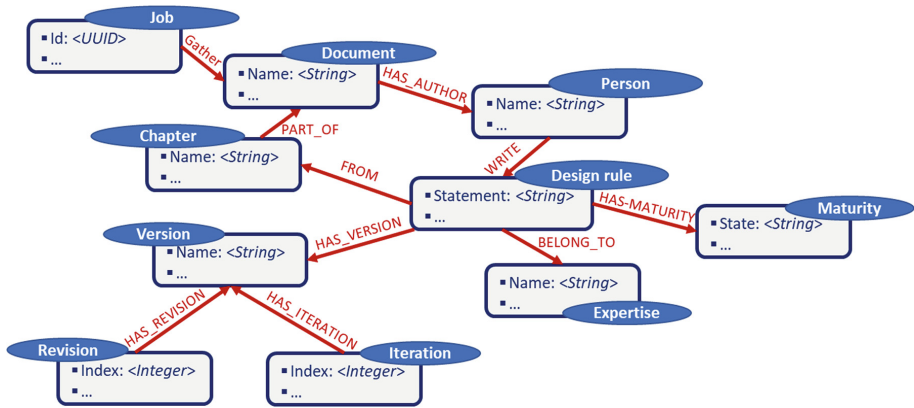 Job
Id: <UUID>
...
Gather
Document
Name: <String>
...
HAS_AUTHOR
Person
Name: <String>
...
PART_OF
Chapter
Name: <String>
...
FROM
WRITE
Design rule
Statement: <String>
...
HAS-MATURITY
Maturity
State: <String>
...
HAS_VERSION
Version
Name: <String>
...
BELONG_TO
Name: <String>
...
Expertise
HAS_REVISION
HAS_ITERATION
Revision
Index: <Integer>
...
Iteration
Index: <Integer>
...